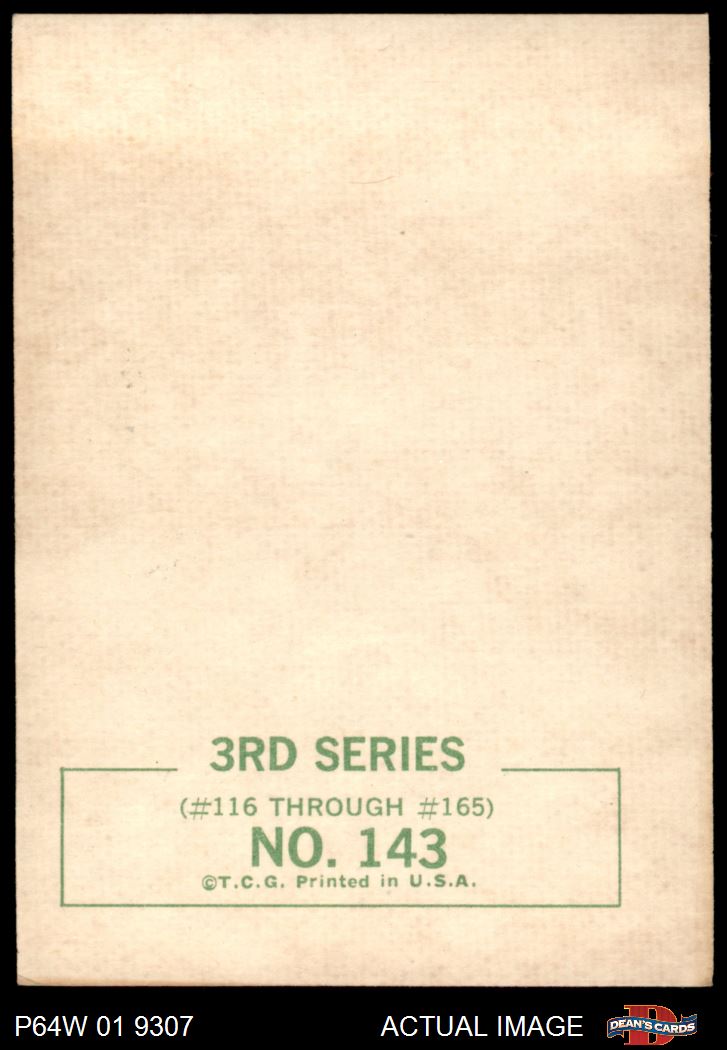 3RD SERIES
(#116 THROUGH #165)
NO. 143
©T.C.G. Printed in U.S.A.
P64W 01 9307 ACTUAL IMAGE D DEAN'S CARDS